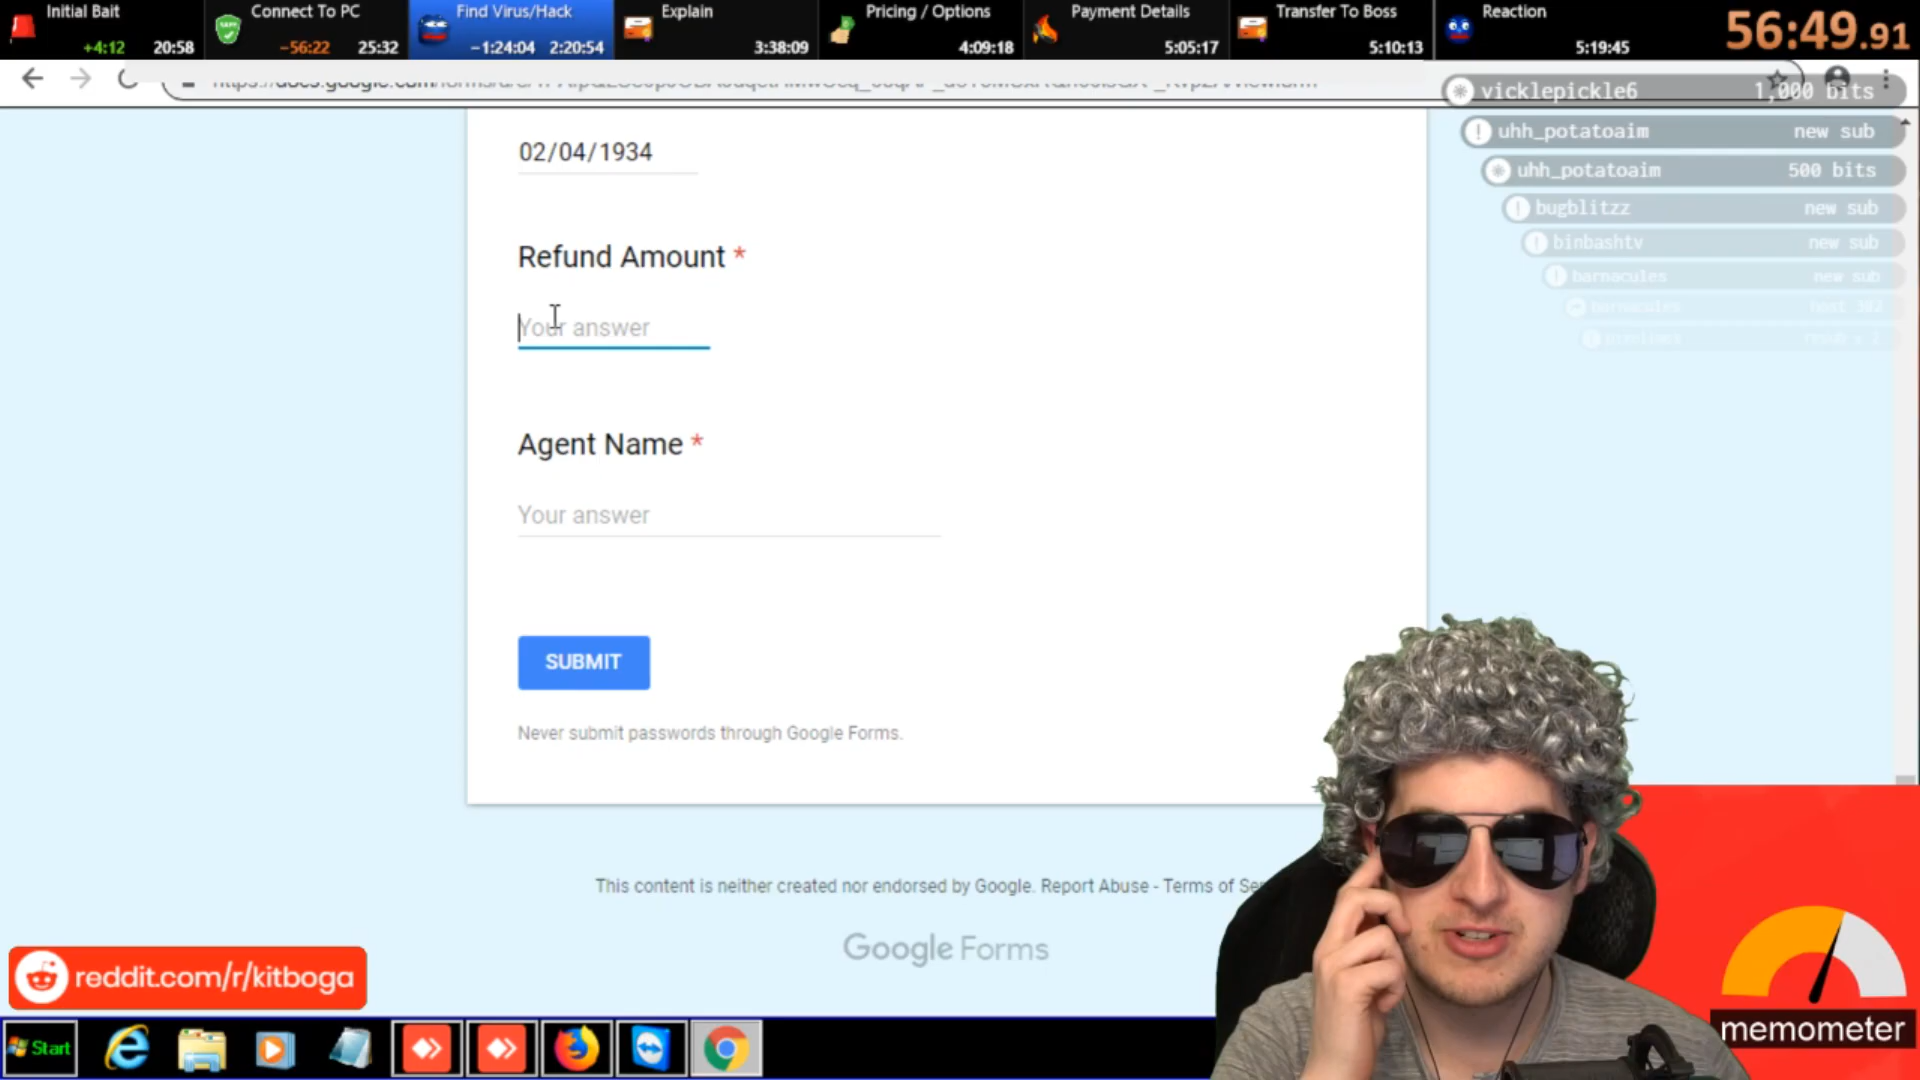 Initial Bait
+4:12 20:58
Connect To PC
-56:22 25:32
Find Virus/Hack
-1:24:04 2:20:54
Explain
3:38:09
Pricing / Options
4:09:18
Payment Details
5:05:17
Transfer To Boss
5:10:13
Reaction
5:19:45
56:49.91
vicklepickle6 1,000 bits
uhh_potatoaim new sub
uhh_potatoaim 500 bits
bugblitzz new sub
binbashtv new sub
barnacules new sub
barnacules host
02/04/1934
Refund Amount *
Your answer
Agent Name *
Your answer
SUBMIT
Never submit passwords through Google Forms.
This content is neither created nor endorsed by Google. Report Abuse - Terms of
Google Forms
reddit.com/r/kitboga
memometer
Start